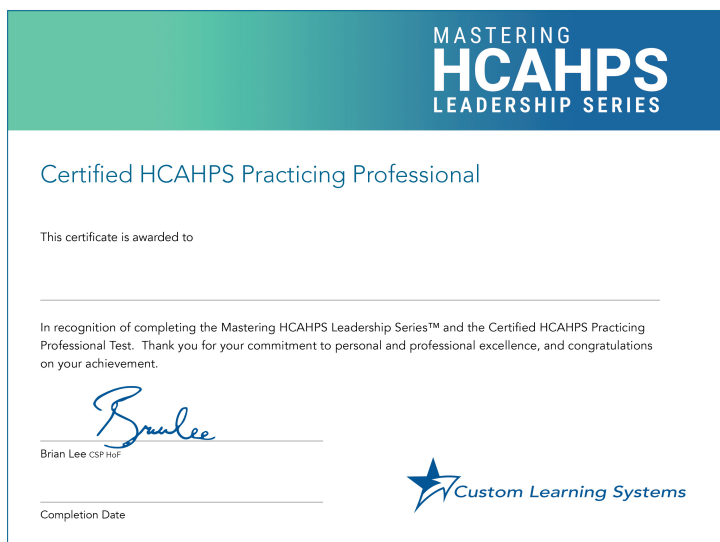 MASTERING
HCAHPS
LEADERSHIP SERIES
Certified HCAHPS Practicing Professional
This certificate is awarded to
In recognition of completing the Mastering HCAHPS Leadership Series™ and the Certified HCAHPS Practicing
Professional Test.  Thank you for your commitment to personal and professional excellence, and congratulations
on your achievement.
Brian Lee
Brian Lee CSP HoF
Custom Learning Systems
Completion Date